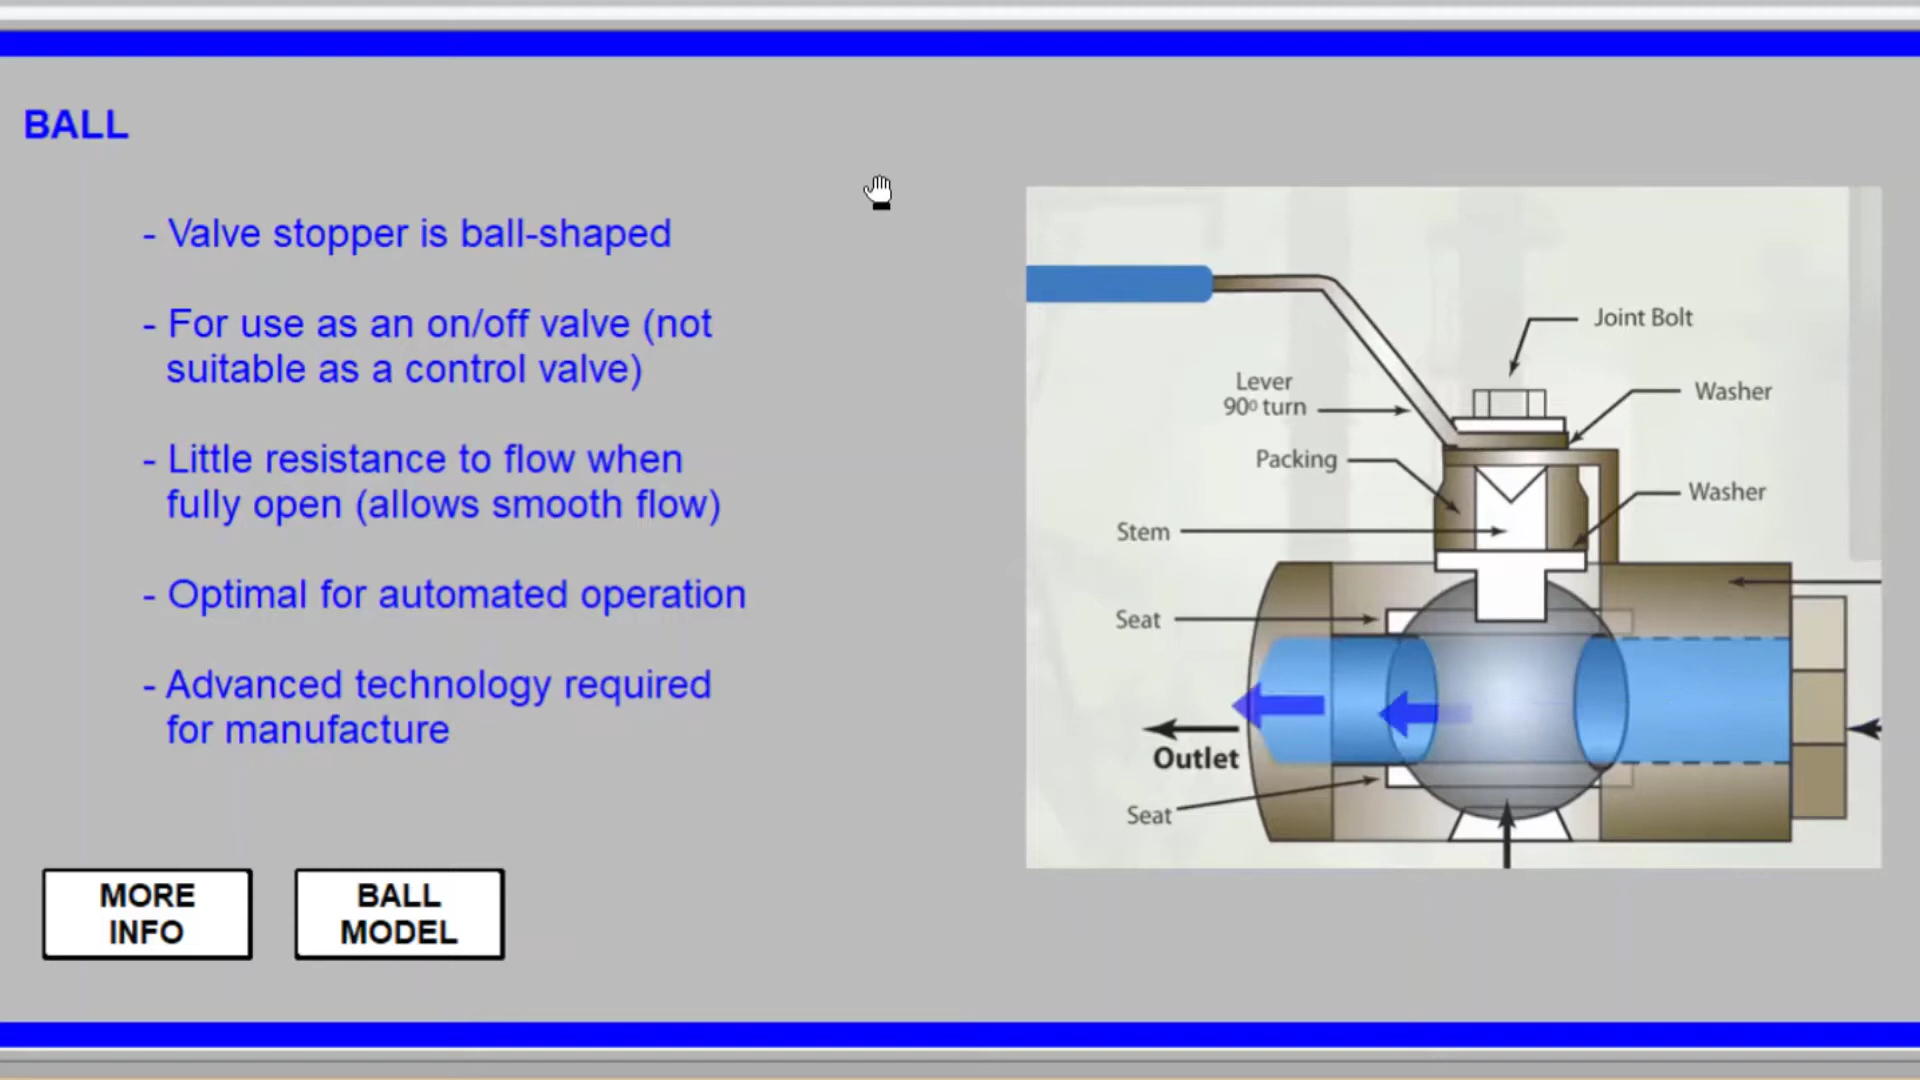 BALL
- Valve stopper is ball-shaped
- For use as an on/off valve (not
suitable as a control valve)
- Little resistance to flow when
fully open (allows smooth flow)
- Optimal for automated operation
- Advanced technology required
for manufacture
MORE
INFO
BALL
MODEL
Joint Bolt
Lever
90º turn
Washer
Packing
Washer
Stem
Seat
Outlet
Seat